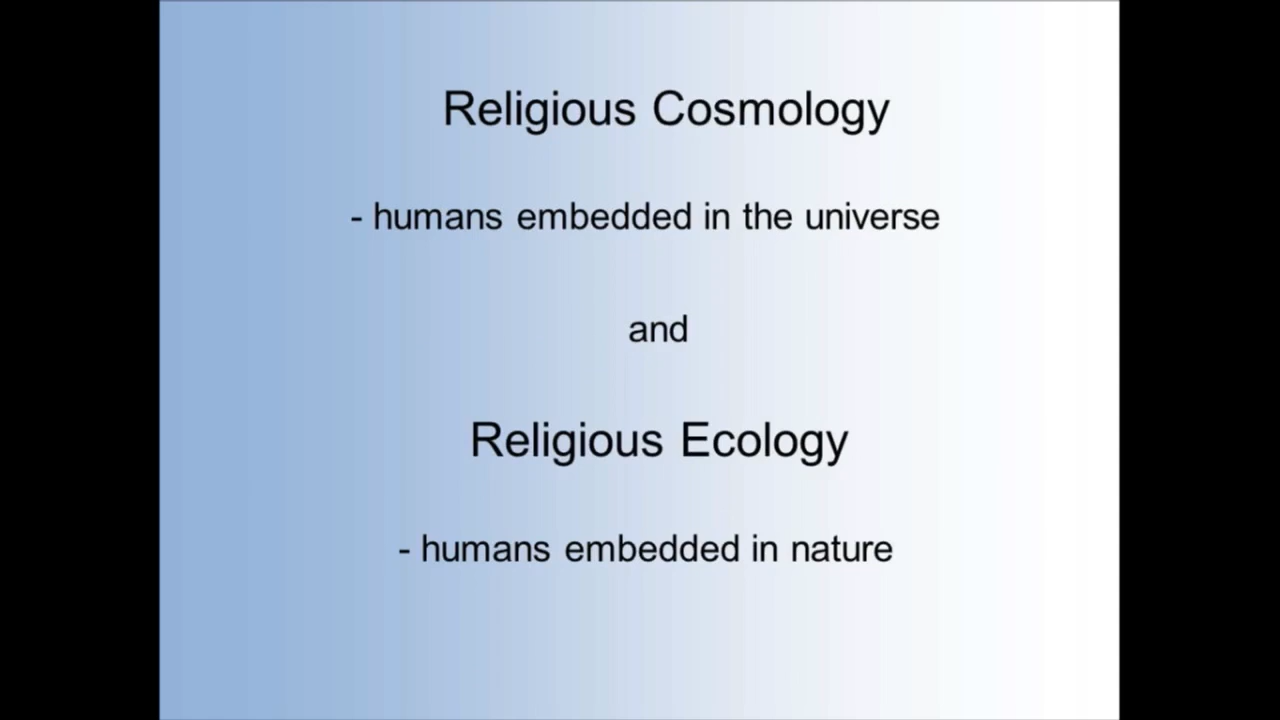 Religious Cosmology
- humans embedded in the universe
and
Religious Ecology
- humans embedded in nature